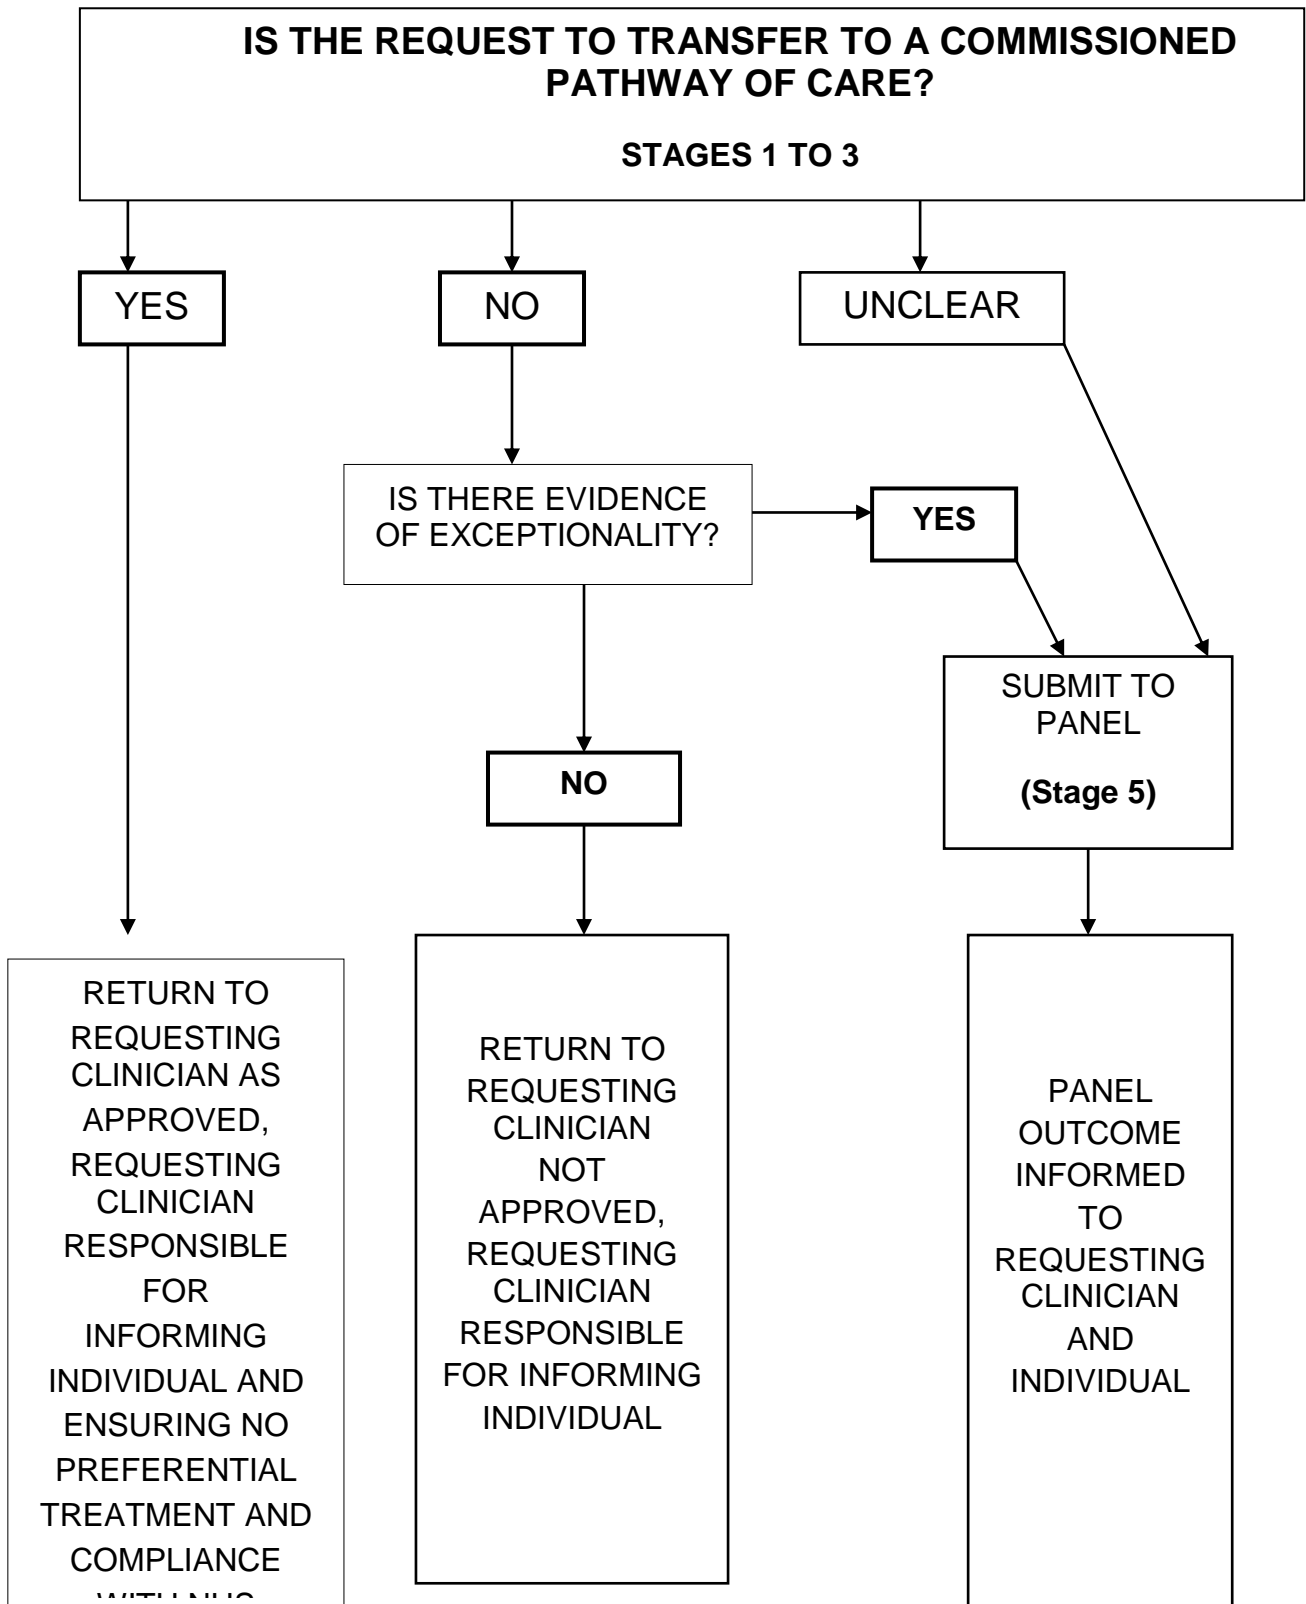 IS THE REQUEST TO TRANSFER TO A COMMISSIONED
PATHWAY OF CARE?
STAGES 1 TO 3
YES
NO
UNCLEAR
IS THERE EVIDENCE
OF EXCEPTIONALITY?
YES
SUBMIT TO
PANEL
(Stage 5)
NO
RETURN TO
REQUESTING
CLINICIAN AS
APPROVED,
REQUESTING
CLINICIAN
RESPONSIBLE
FOR
INFORMING
INDIVIDUAL AND
ENSURING NO
PREFERENTIAL
TREATMENT AND
COMPLIANCE
WITH NHS
RETURN TO
REQUESTING
CLINICIAN
NOT
APPROVED,
REQUESTING
CLINICIAN
RESPONSIBLE
FOR INFORMING
INDIVIDUAL
PANEL
OUTCOME
INFORMED
TO
REQUESTING
CLINICIAN
AND
INDIVIDUAL